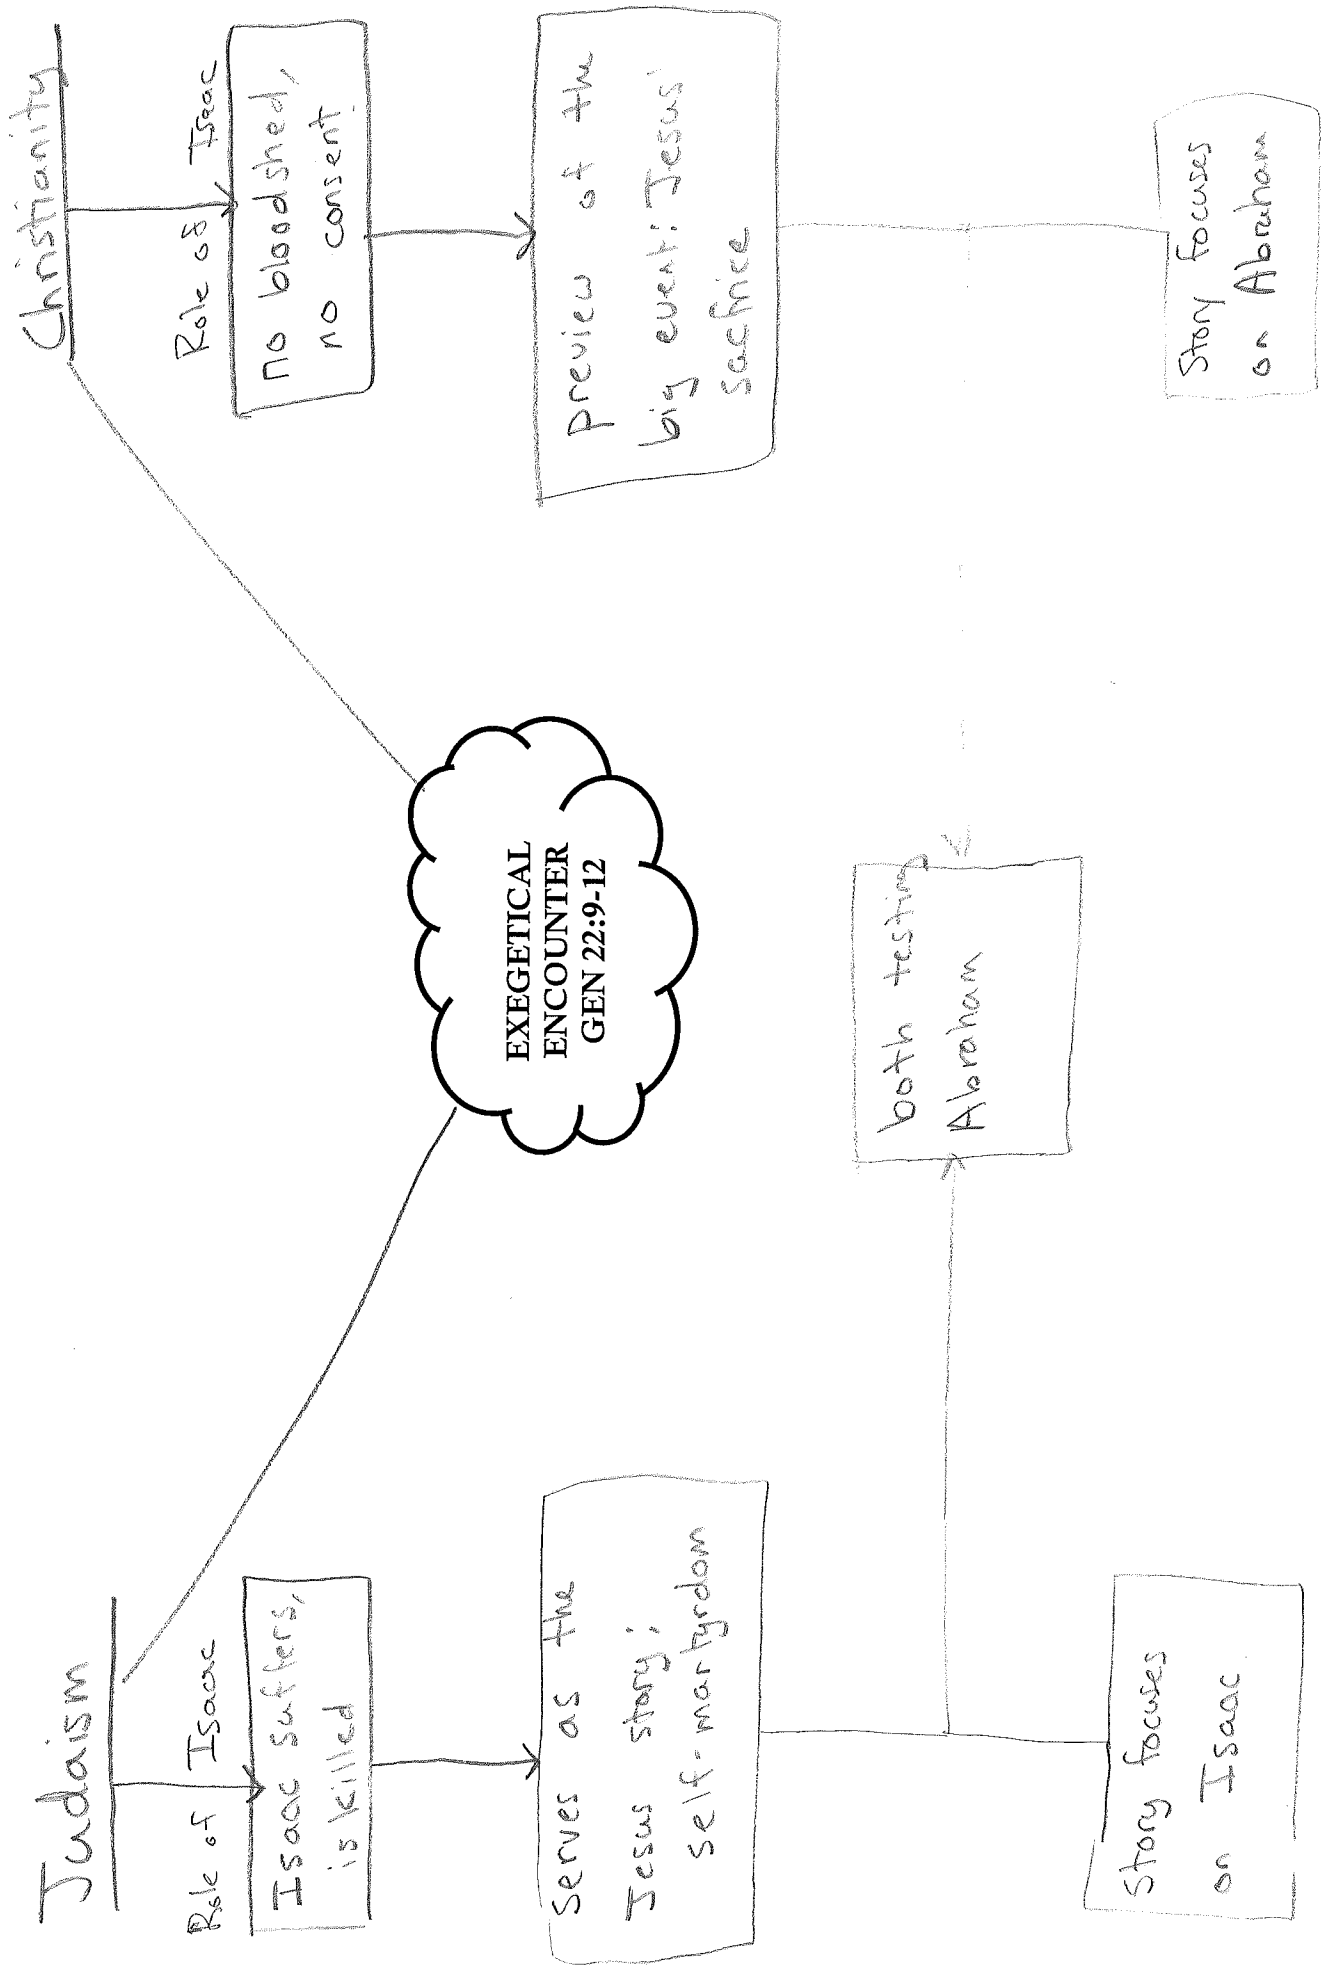 Judaism
Role of Isaac
Isaac suffers,
is killed
Serves as the
Jesus story;
self-martyrdom
Story focuses
on Isaac
EXEGETICAL
ENCOUNTER
GEN 22:9-12
both testing
Abraham
Christianity
Role of Isaac
no bloodshed,
no consent
preview of the
big event: Jesus'
sacfrice
Story focuses
on Abraham